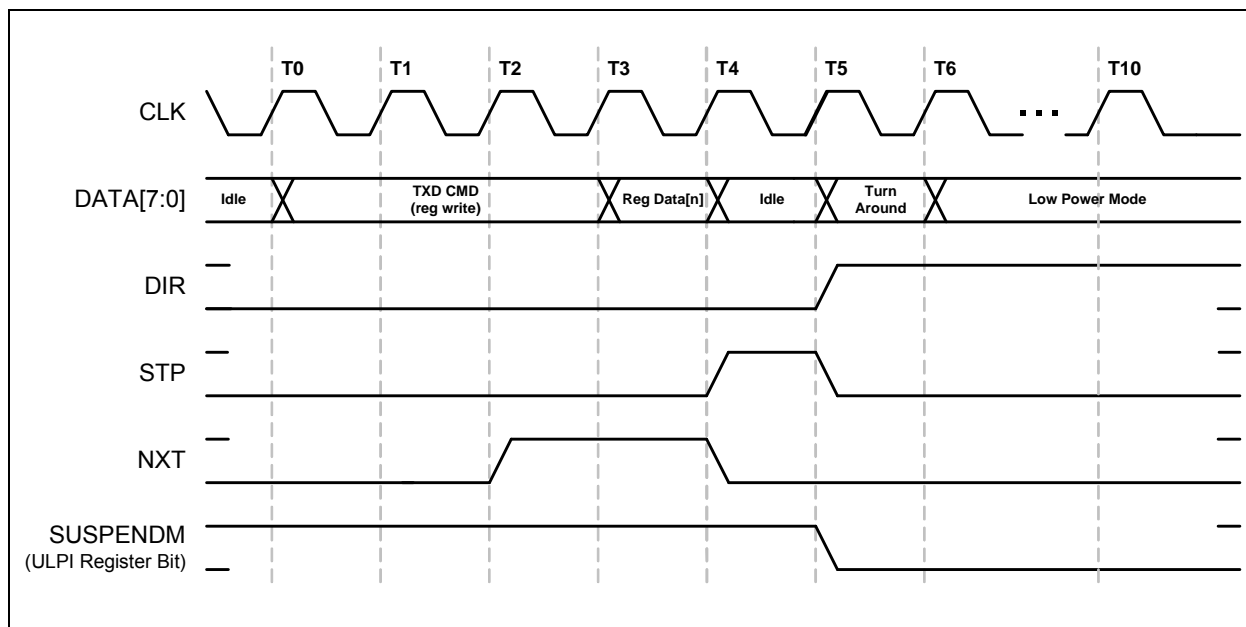 T0 T1 T2 T3 T4 T5 T6 T10
CLK
...
DATA[7:0] Idle TXD CMD Reg Data[n] Idle Turn Low Power Mode
(reg write) Around
DIR
STP
NXT
SUSPENDM
(ULPI Register Bit)